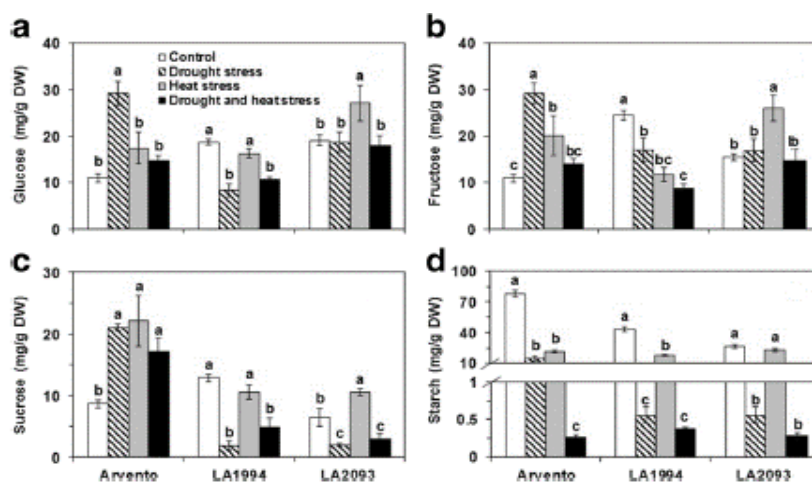 a
b
40
30
20
10
0
Glucose (mg/g DW)
Control
Drought stress
Heat stress
Drought and heat stress
b a b b
a b a b
b b a b
40
30
20
10
0
Fructose (mg/g DW)
c a b bc
a b bc c
b b a b
c
d
30
20
10
0
Sucrose (mg/g DW)
b a a a
a b a b
b c a c
100
70
40
10
1
0.5
0
Starch (mg/g DW)
a b b c
a c b c
a b a c
Arvento LA1994 LA2093
Arvento LA1994 LA2093